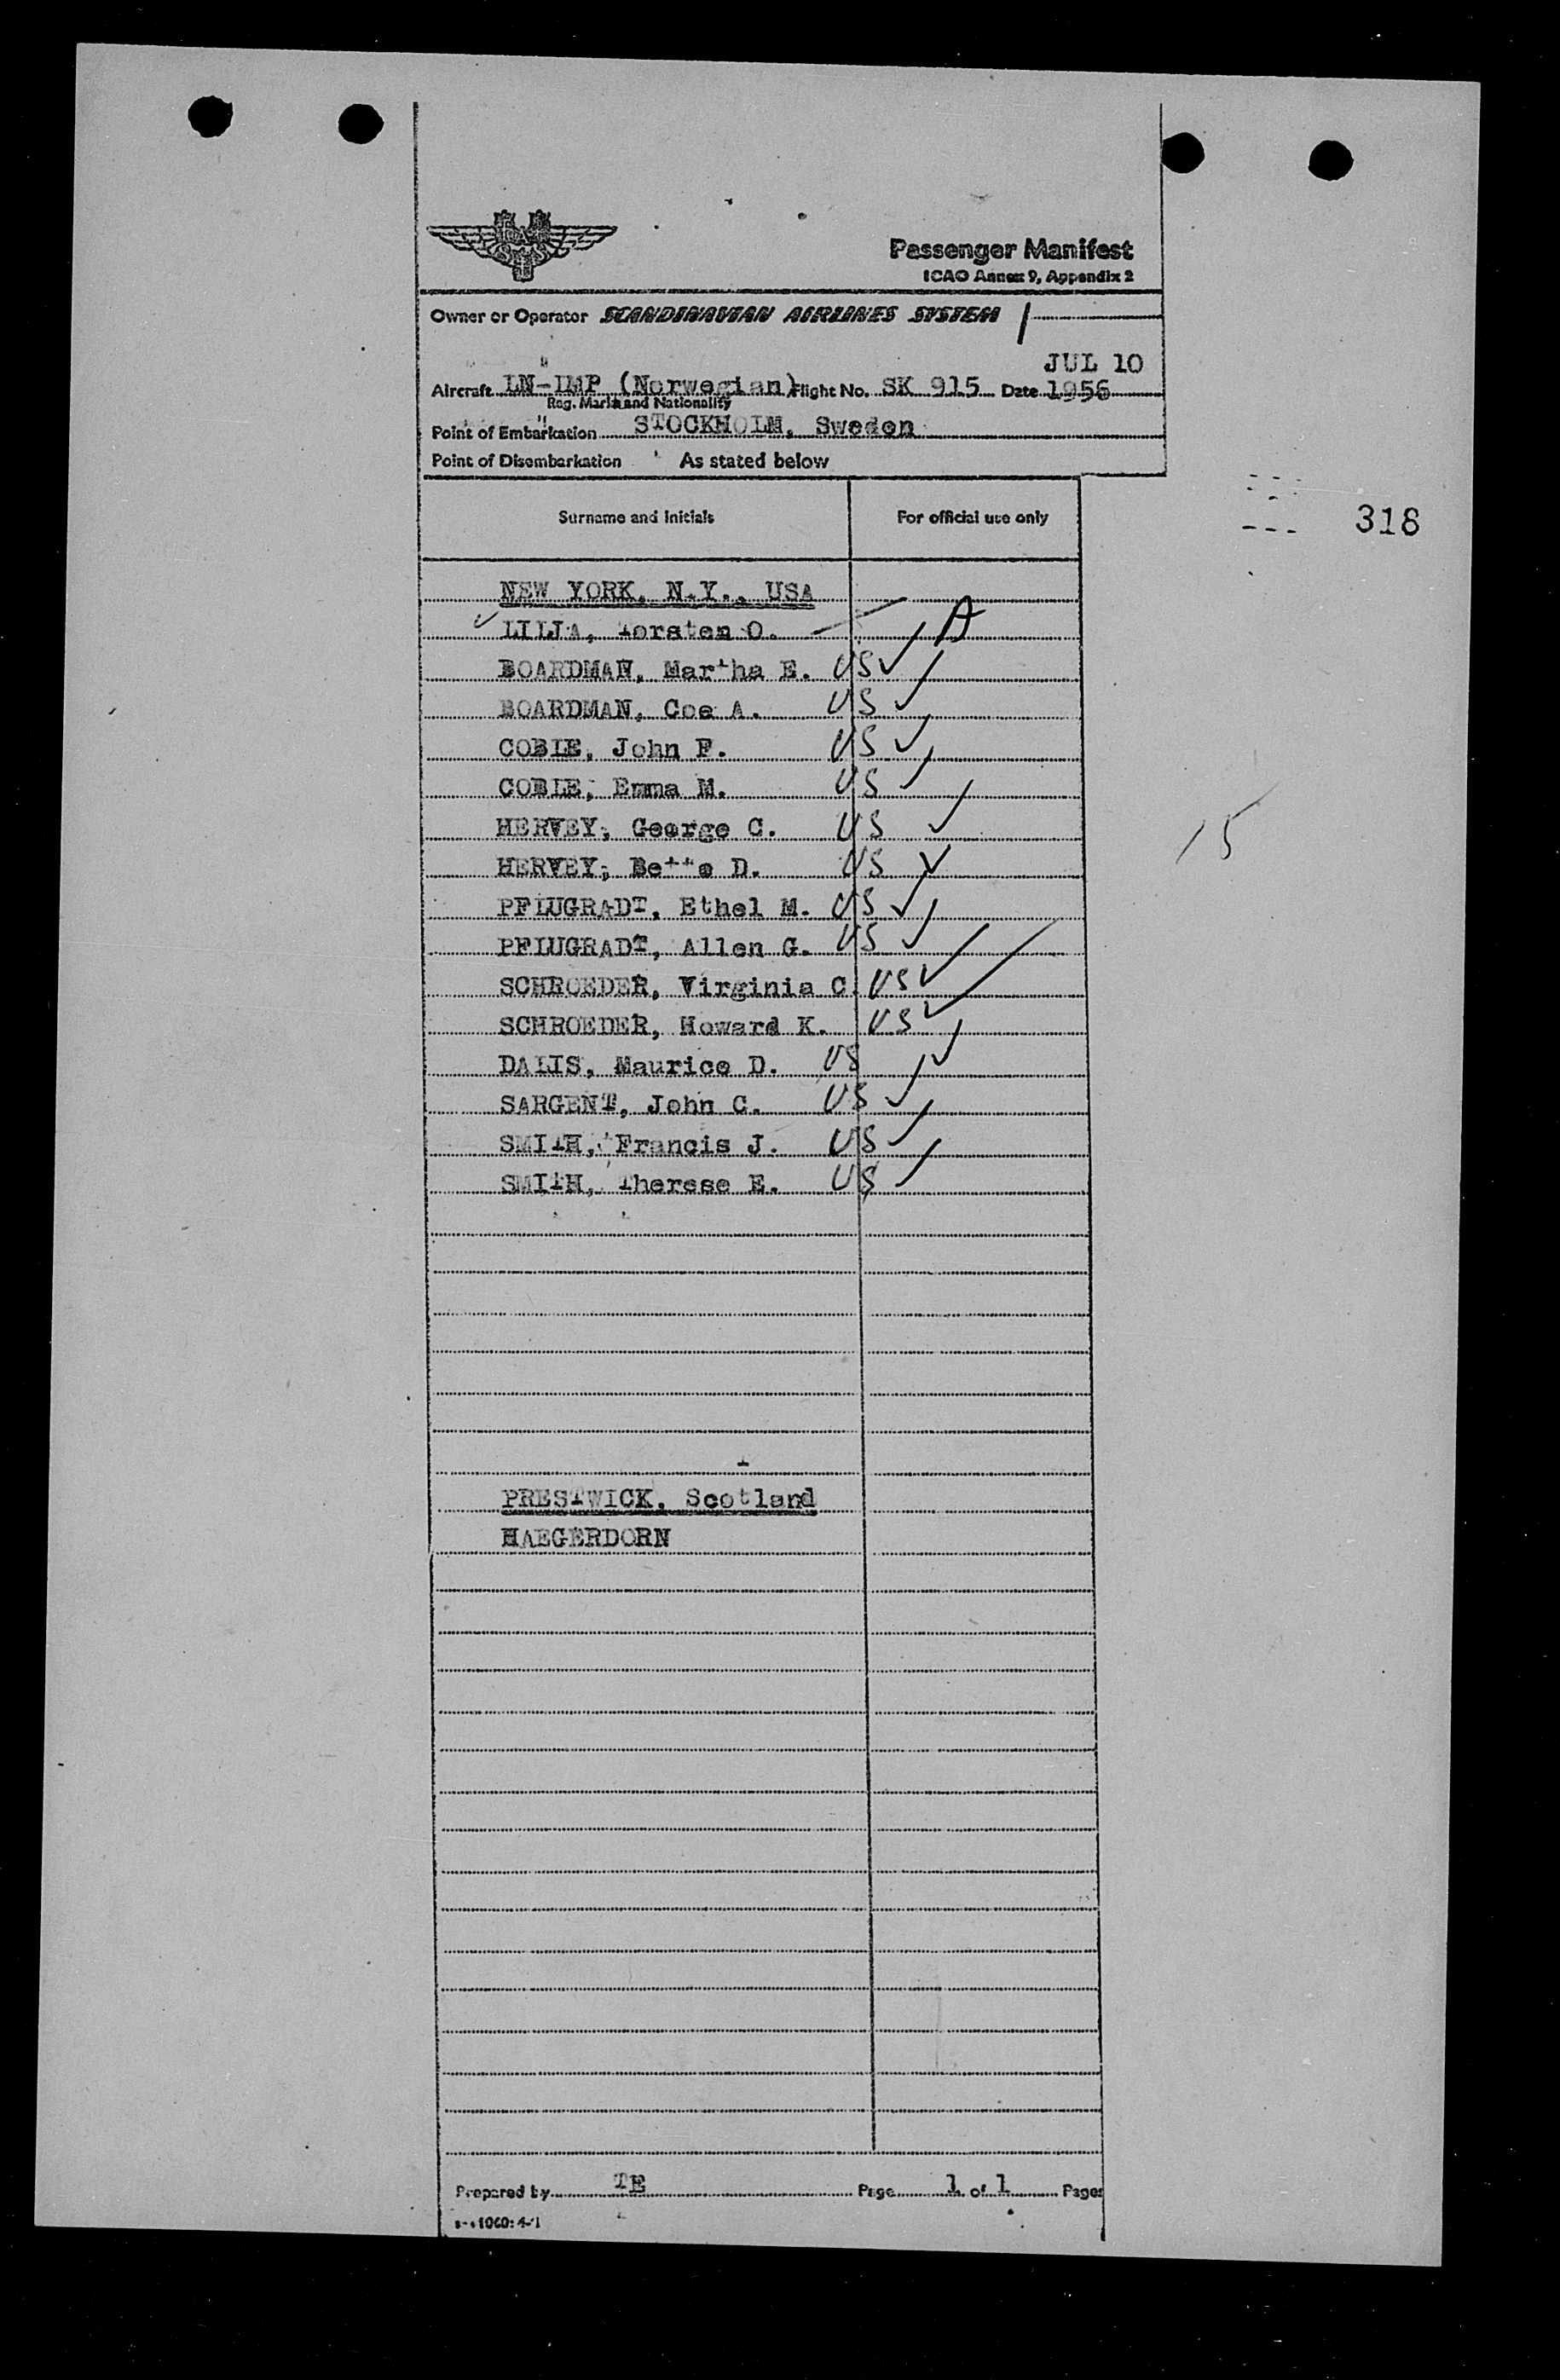 Passenger Manifest
ICAO Annex 9, Appendix 2
Owner or Operator SCANDINAVIAN AIRLINES SYSTEM
JUL 10
Aircraft LN-IMP (Norwegian) Flight No. SK 915 Date 1956
Reg. Marks and Nationality
Point of Embarkation STOCKHOLM, Sweden
Point of Disembarkation As stated below
Surname and Initials For official use only
318
NEW YORK, N.Y., USA
LILJA, Torsten O. A
BOARDMAN, Martha E. US
BOARDMAN, Coe A. US
COBLE, John F. US
COBLE, Emma M. US
HERVEY, George C. US
15
HERVEY, Bette D. US
PFLUGRADT, Ethel M. US
PFLUGRADT, Allen G. US
SCHROEDER, Virginia C. US
SCHROEDER, Howard K. US
DALIS, Maurice D. US
SARGENT, John C. US
SMITH, Francis J. US
SMITH, Therese E. US
PRESTWICK, Scotland
HAEGERDORN
Prepared by TE Page 1 of 1 Pages